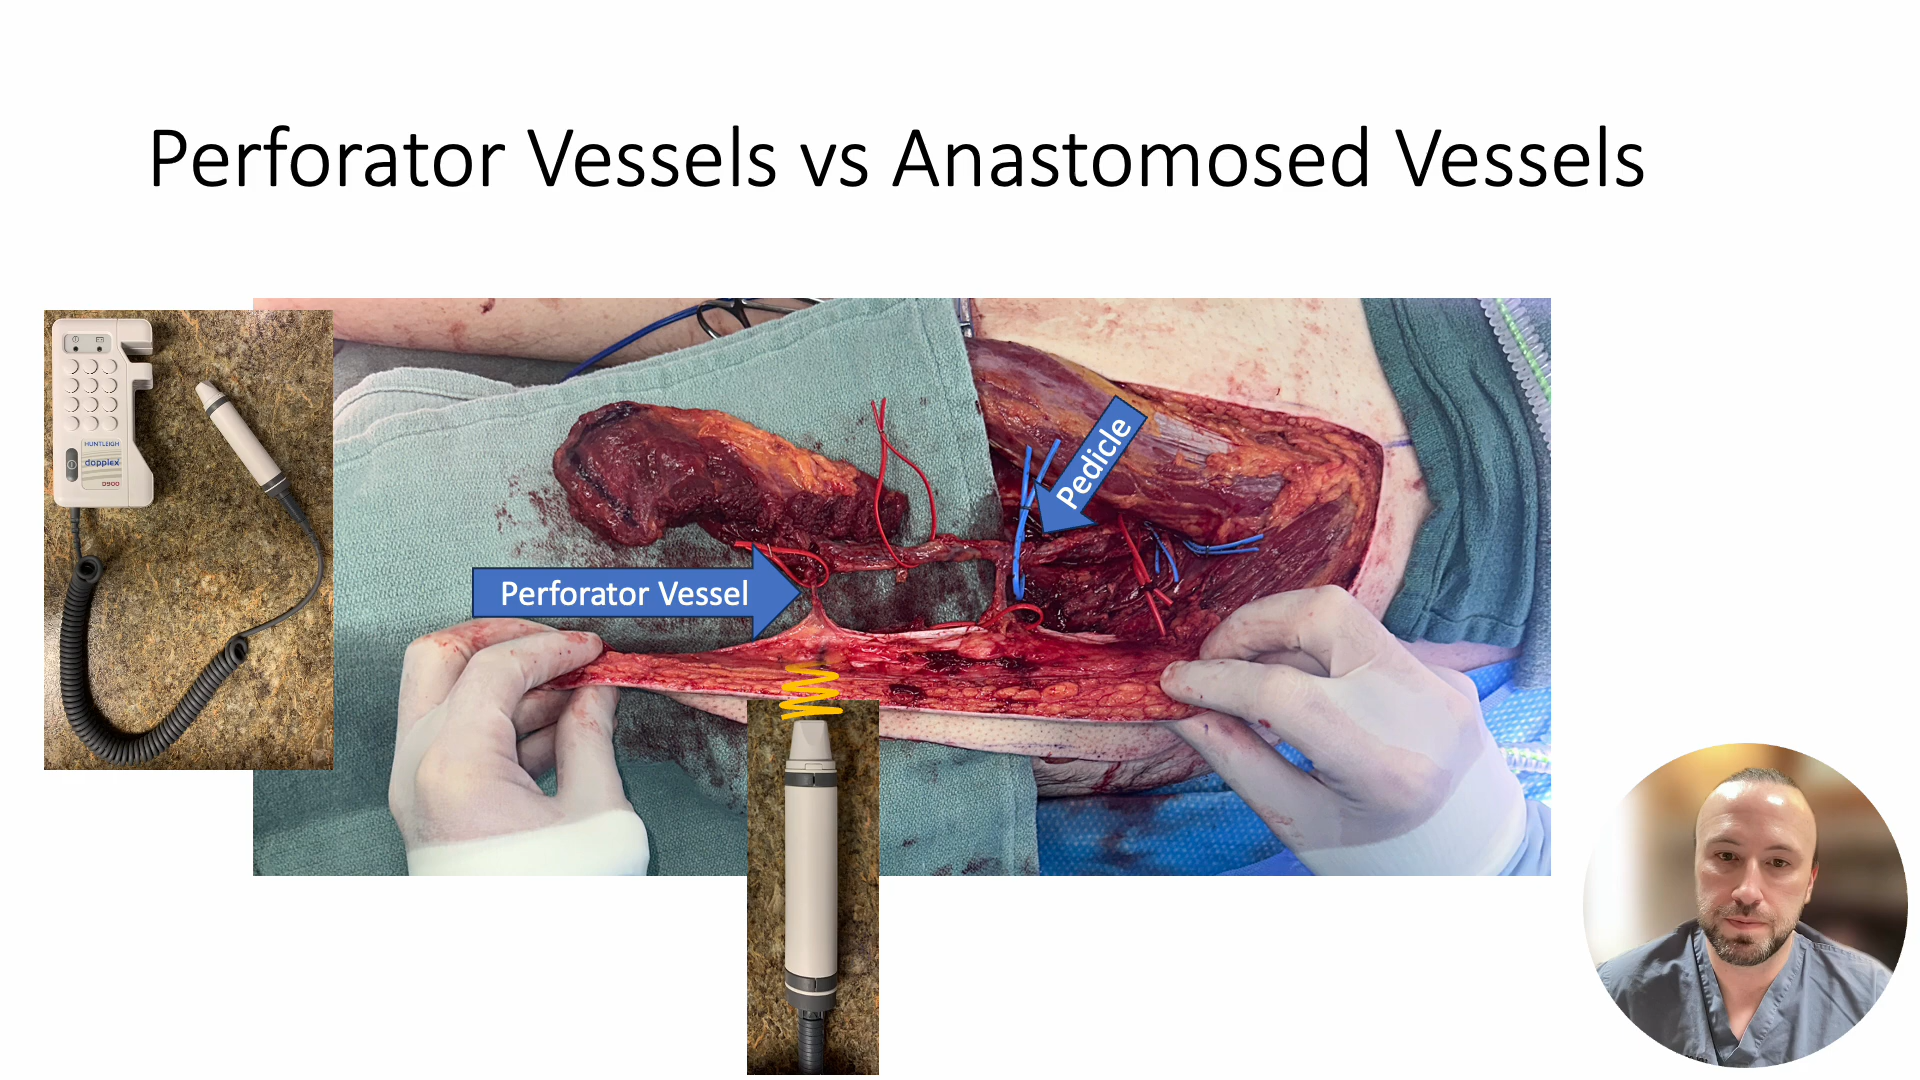 Perforator Vessels vs Anastomosed Vessels
HUNTLEIGH
dopplex
D900
Pedicle
Perforator Vessel